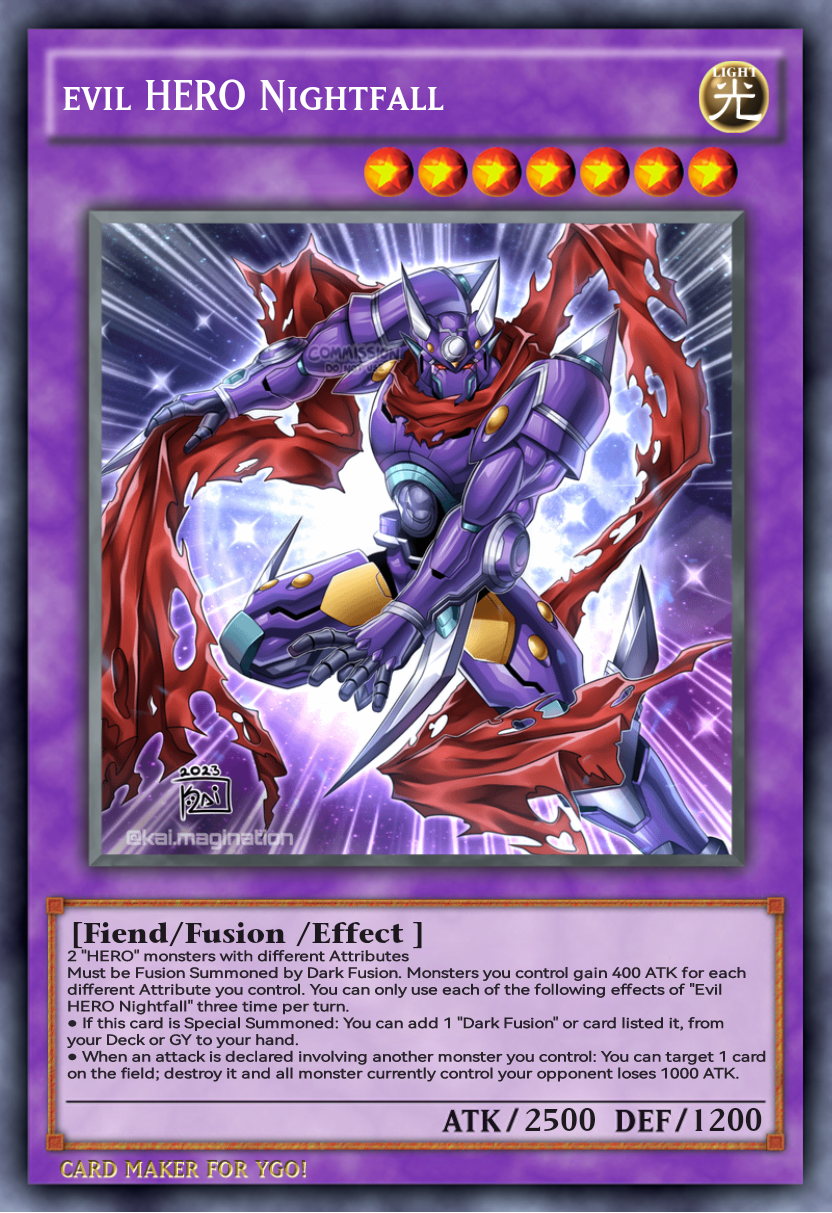 evil HERO Nightfall
LIGHT
光
COMMISSION
DO NOT USE
2023
Kai
@kai.magination
[Fiend/Fusion /Effect ]
2 "HERO" monsters with different Attributes
Must be Fusion Summoned by Dark Fusion. Monsters you control gain 400 ATK for each
different Attribute you control. You can only use each of the following effects of "Evil
HERO Nightfall" three time per turn.
● If this card is Special Summoned: You can add 1 "Dark Fusion" or card listed it, from
your Deck or GY to your hand.
● When an attack is declared involving another monster you control: You can target 1 card
on the field; destroy it and all monster currently control your opponent loses 1000 ATK.
ATK/2500 DEF/1200
CARD MAKER FOR YGO!